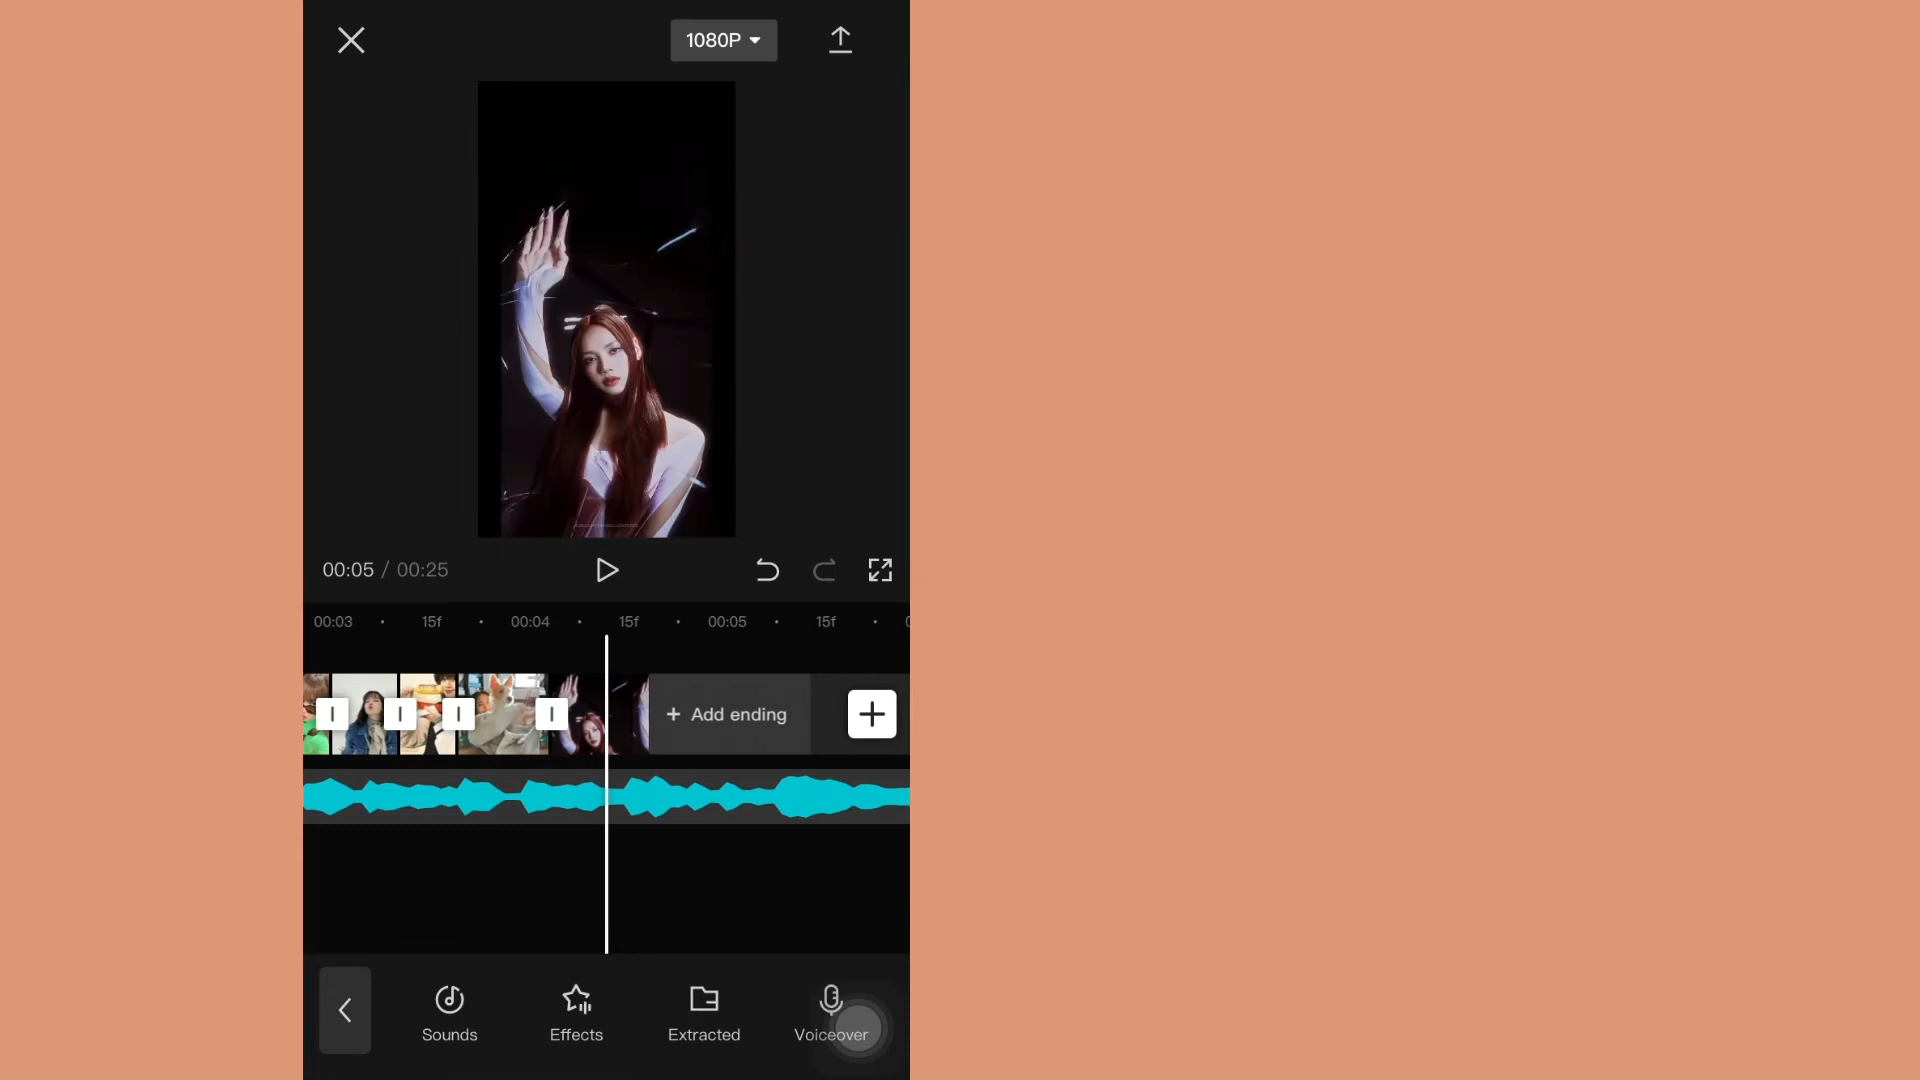 1080P
00:05 / 00:25
00:03 15f 00:04 15f 00:05 15f
+ Add ending
Sounds Effects Extracted Voiceover